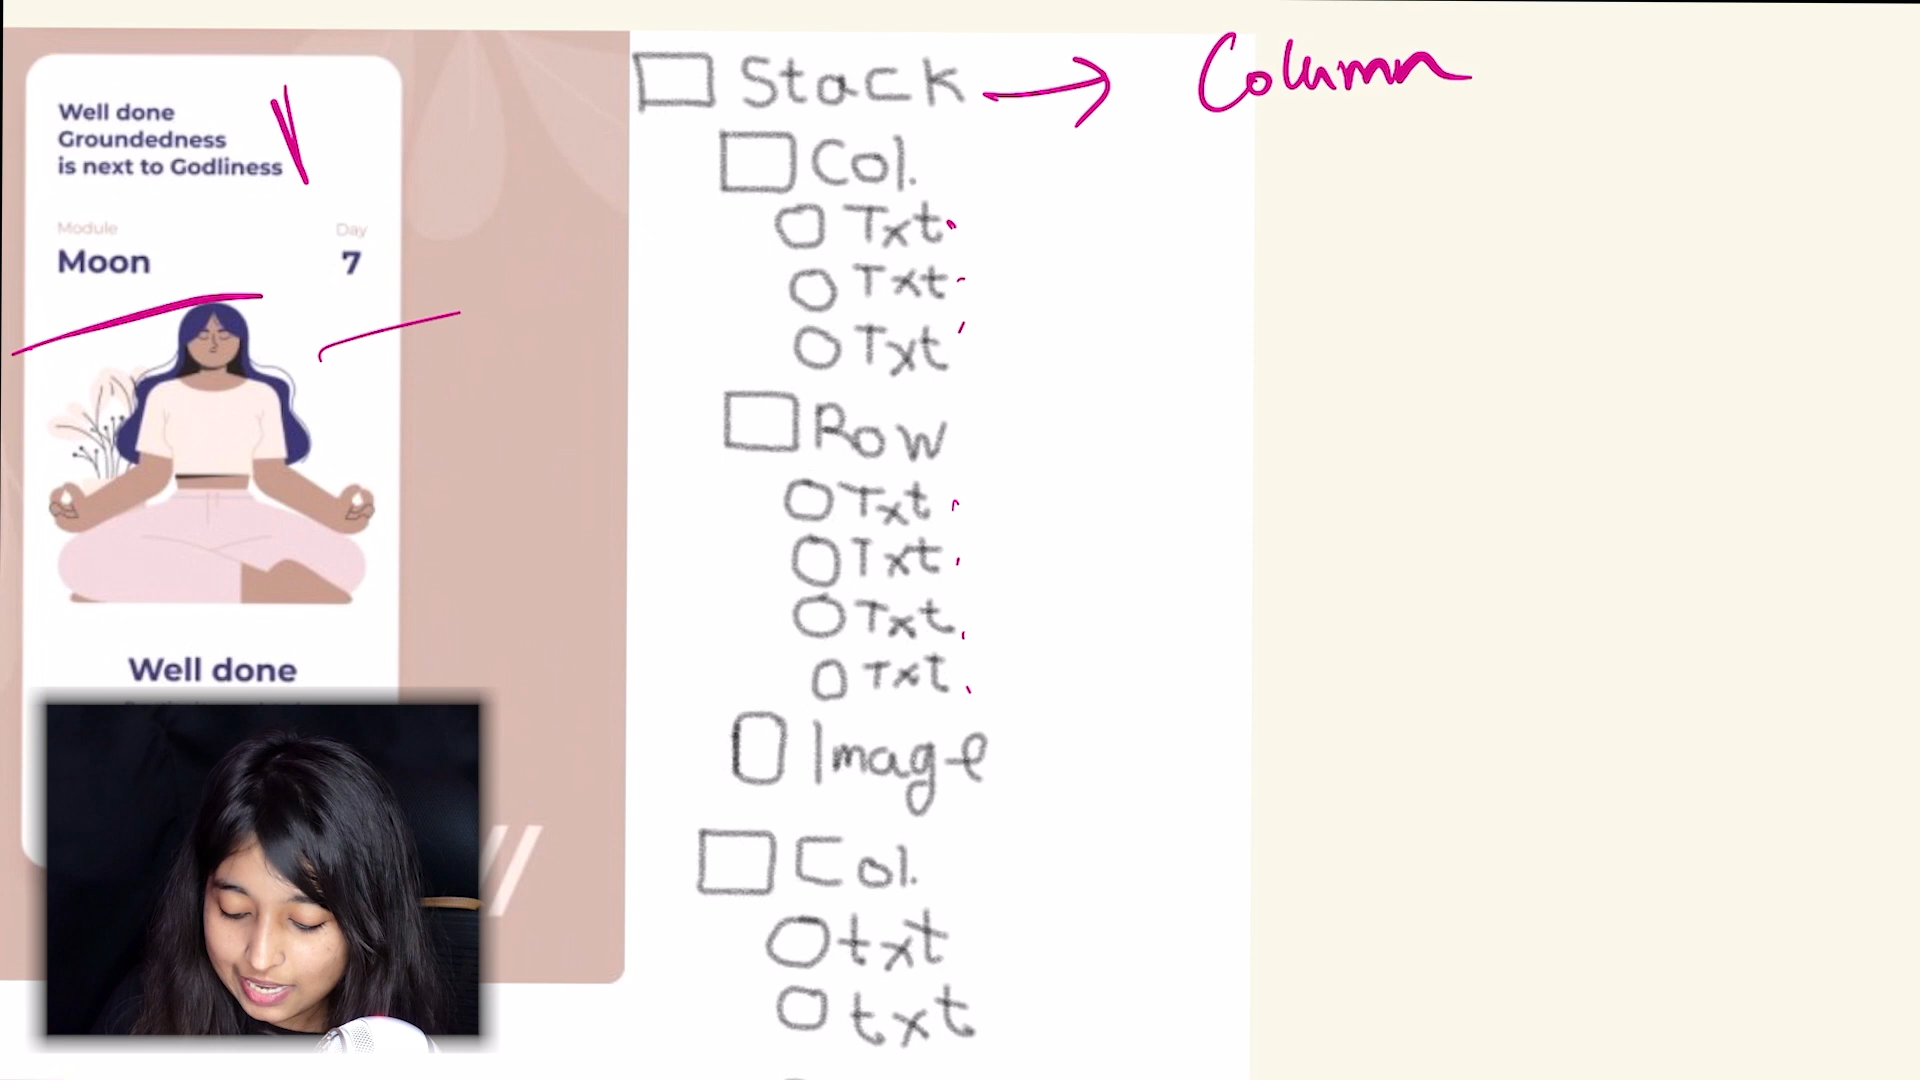 Well done
Groundedness
is next to Godliness
Module
Day
Moon
7
Well done
Stack → Column
Col.
Txt
Txt
Txt
Row
Txt
Txt
Txt
Txt
Image
Col.
txt
txt